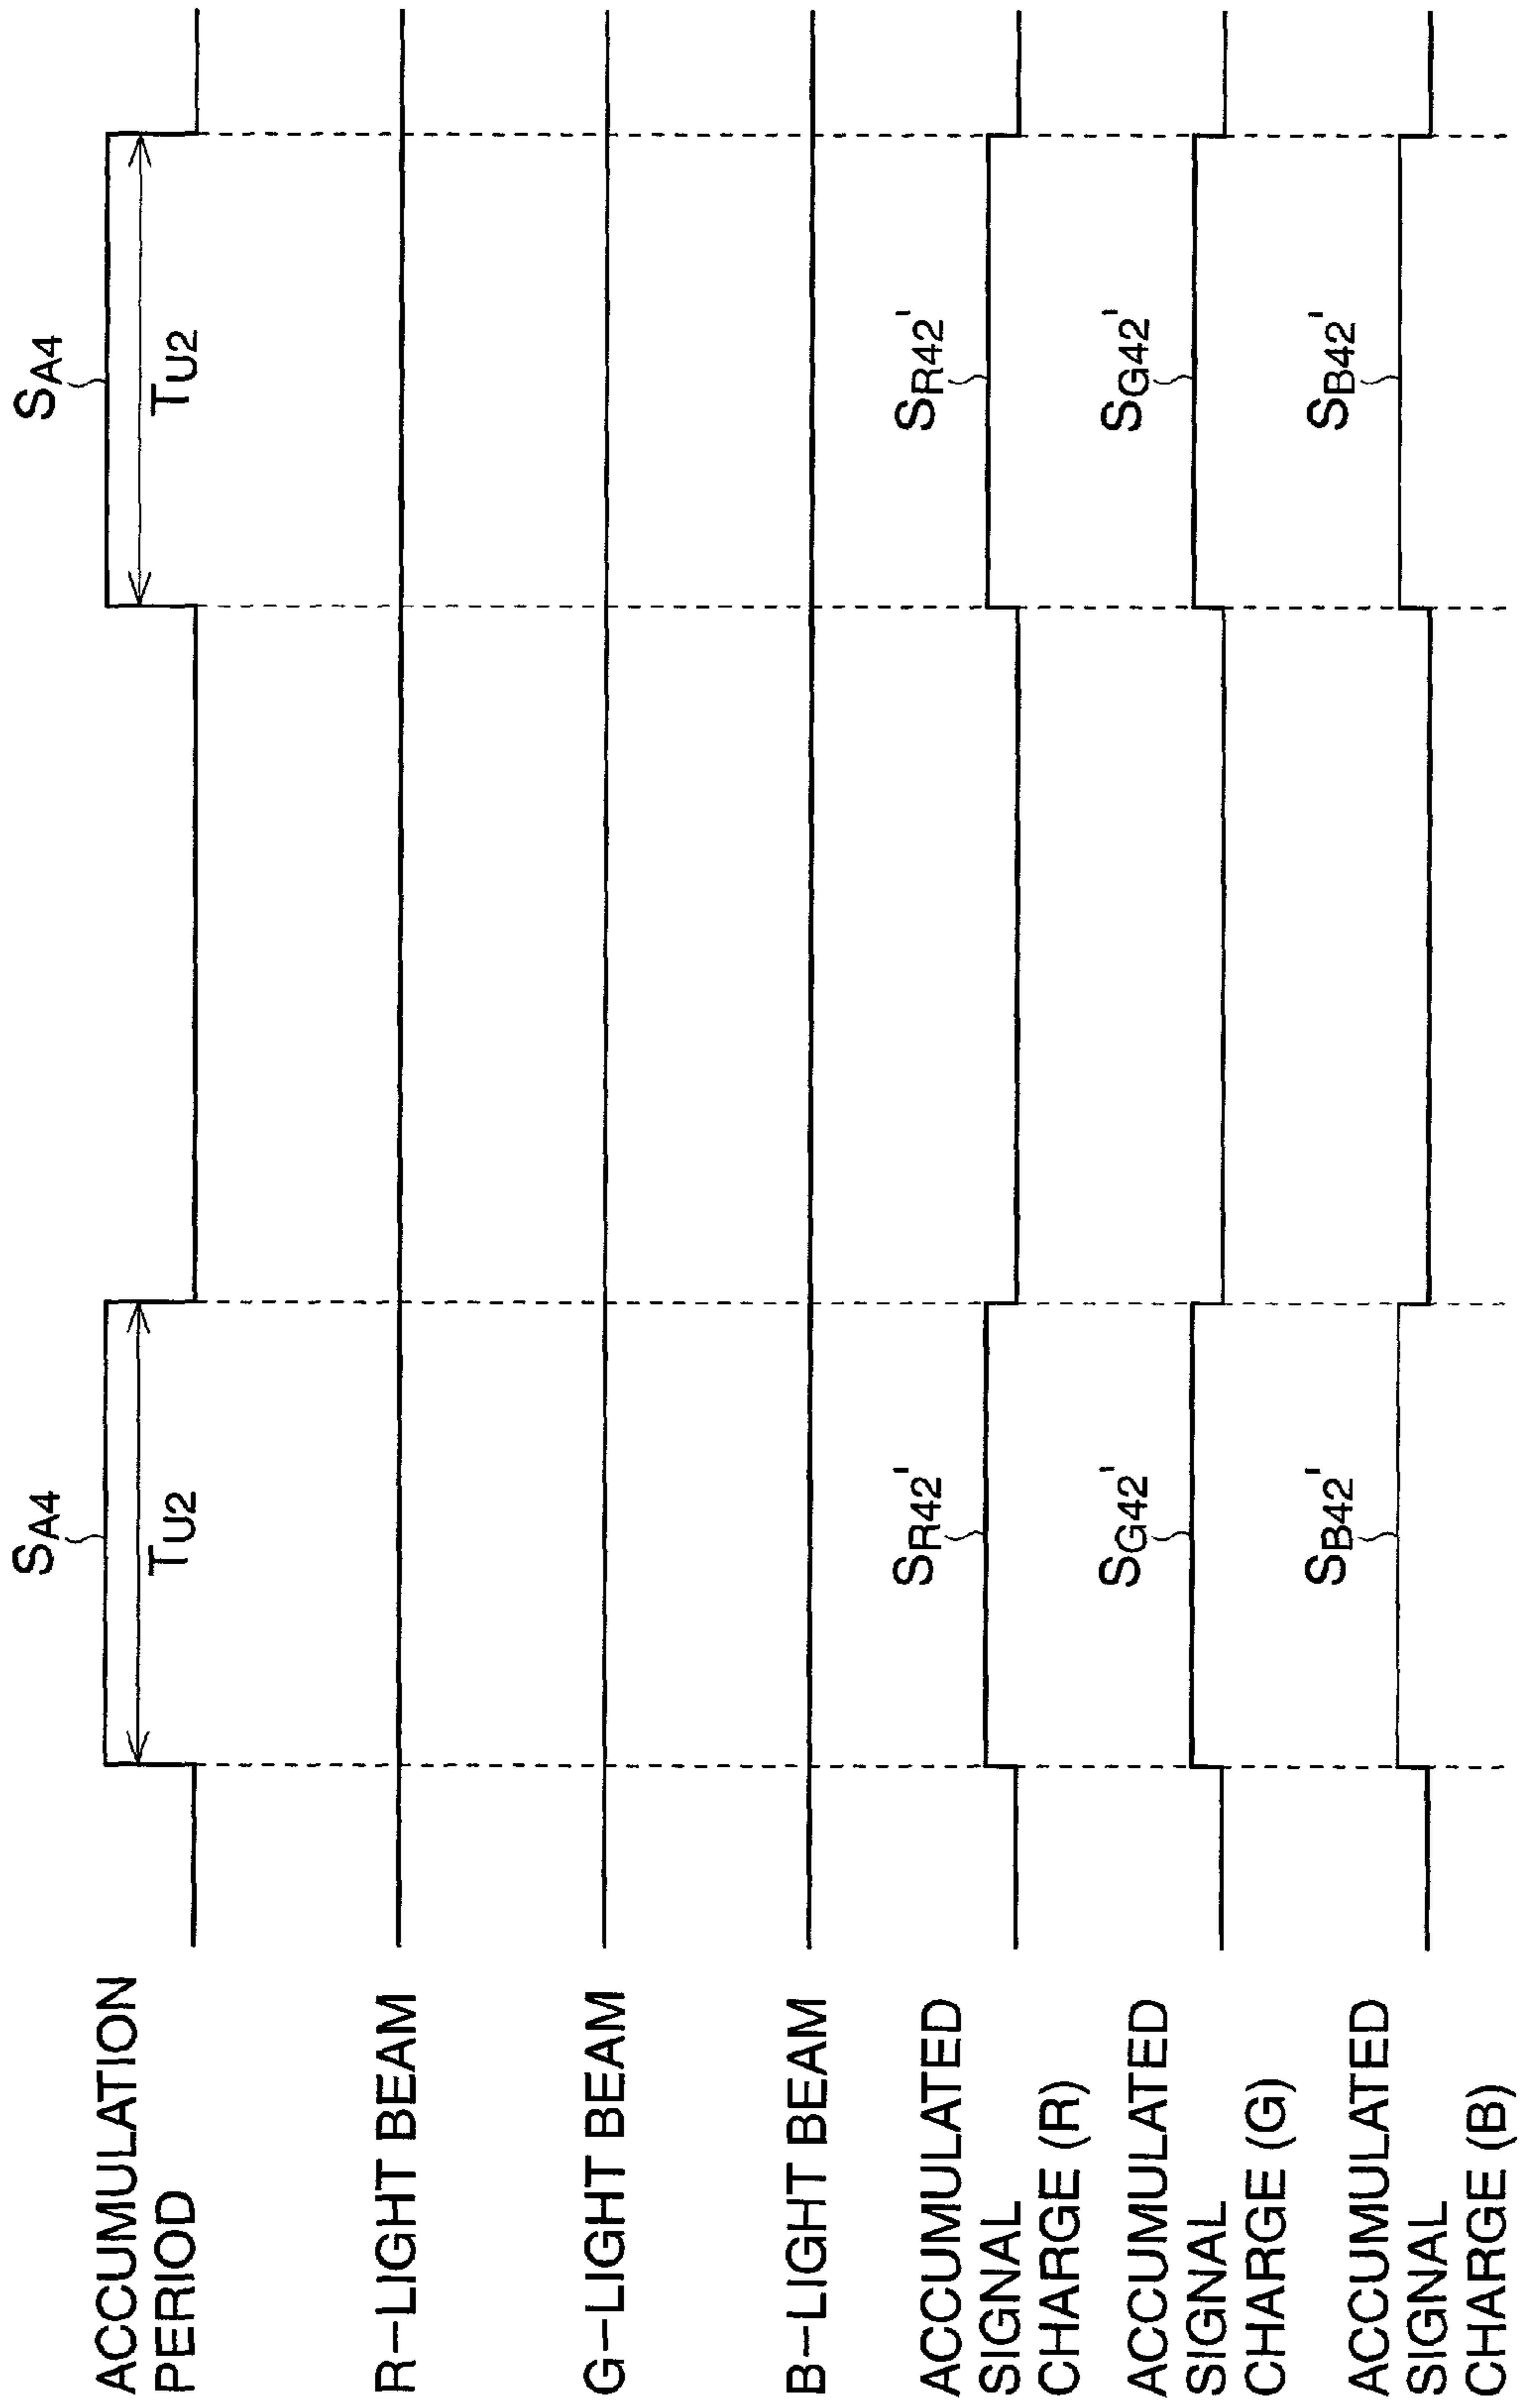 ACCUMULATION
PERIOD
SA4
TU2
SA4
TU2
R-LIGHT BEAM
G-LIGHT BEAM
B-LIGHT BEAM
ACCUMULATED
SIGNAL
CHARGE (R)
SR42'
SR42'
ACCUMULATED
SIGNAL
CHARGE (G)
SG42'
SG42'
ACCUMULATED
SIGNAL
CHARGE (B)
SB42'
SB42'